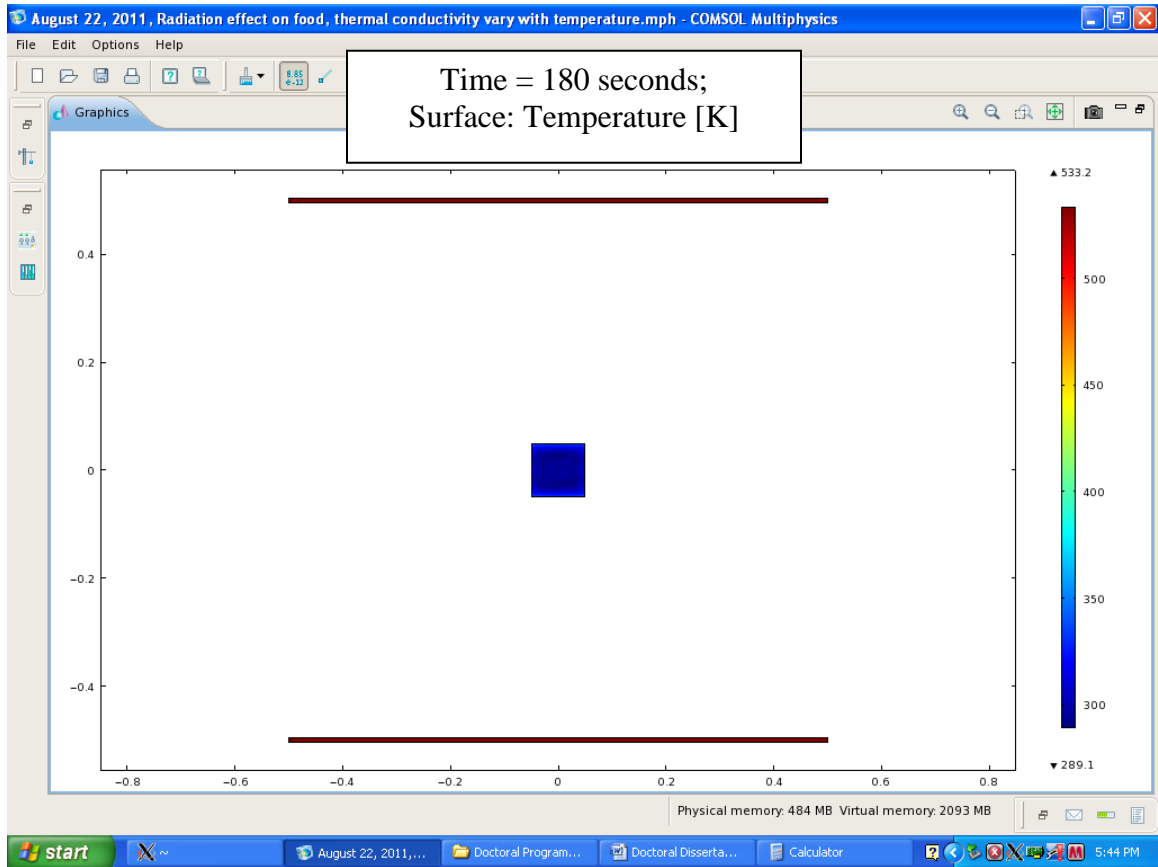 August 22, 2011, Radiation effect on food, thermal conductivity vary with temperature.mph - COMSOL Multiphysics
File Edit Options Help
8.85
e-12
Time = 180 seconds;
Surface: Temperature [K]
Graphics
▲ 533.2
0.4
500
0.2
450
0
400
−0.2
350
−0.4
300
−0.8 −0.6 −0.4 −0.2 0 0.2 0.4 0.6 0.8
▼ 289.1
Physical memory: 484 MB Virtual memory: 2093 MB
start
~
August 22, 2011,...
Doctoral Program...
Doctoral Disserta...
Calculator
5:44 PM